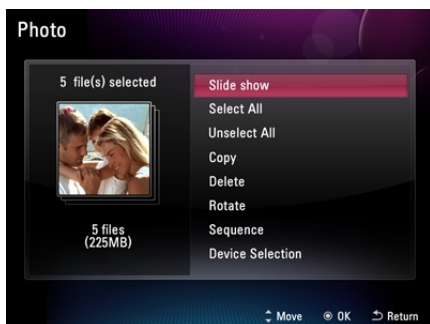 Photo
5 file(s) selected
5 files
(225MB)
Slide show
Select All
Unselect All
Copy
Delete
Rotate
Sequence
Device Selection
Move OK Return